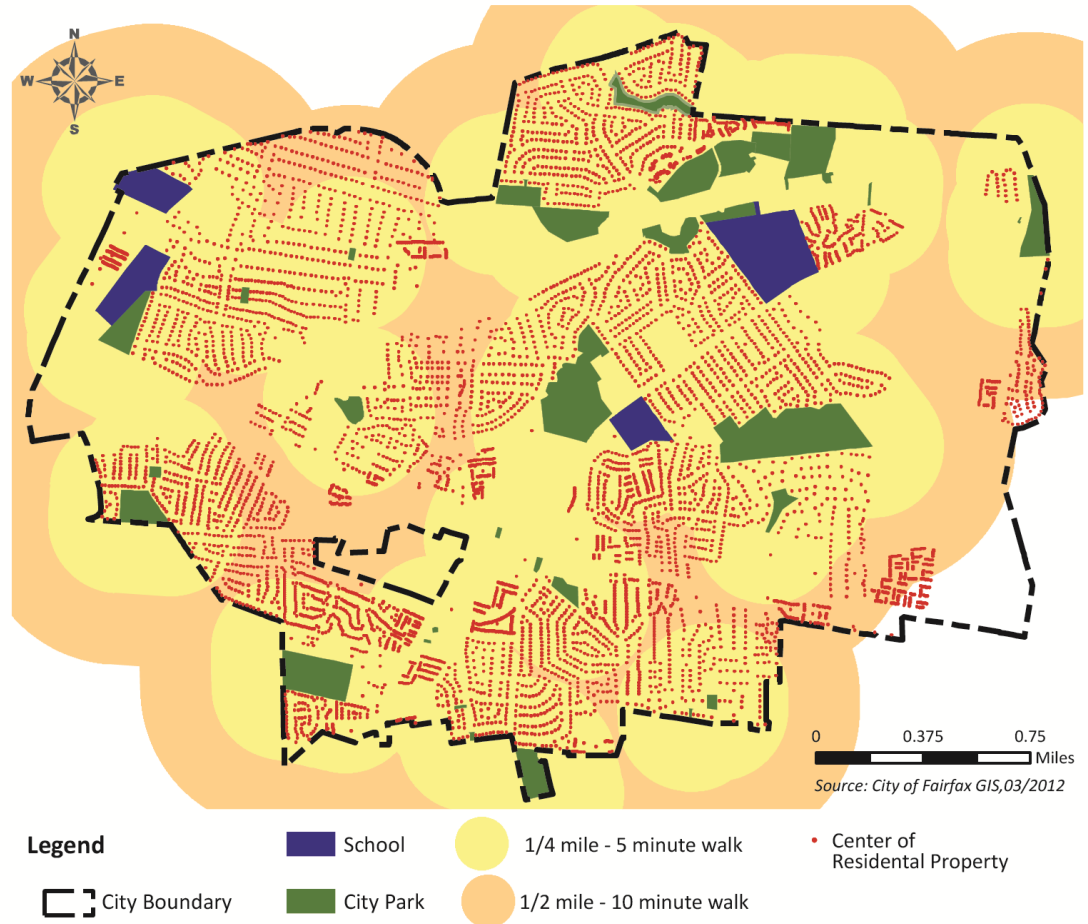 N
W E
S
0 0.375 0.75
Miles
Source: City of Fairfax GIS,03/2012
Legend
School
1/4 mile - 5 minute walk
Center of
Residental Property
City Boundary
City Park
1/2 mile - 10 minute walk